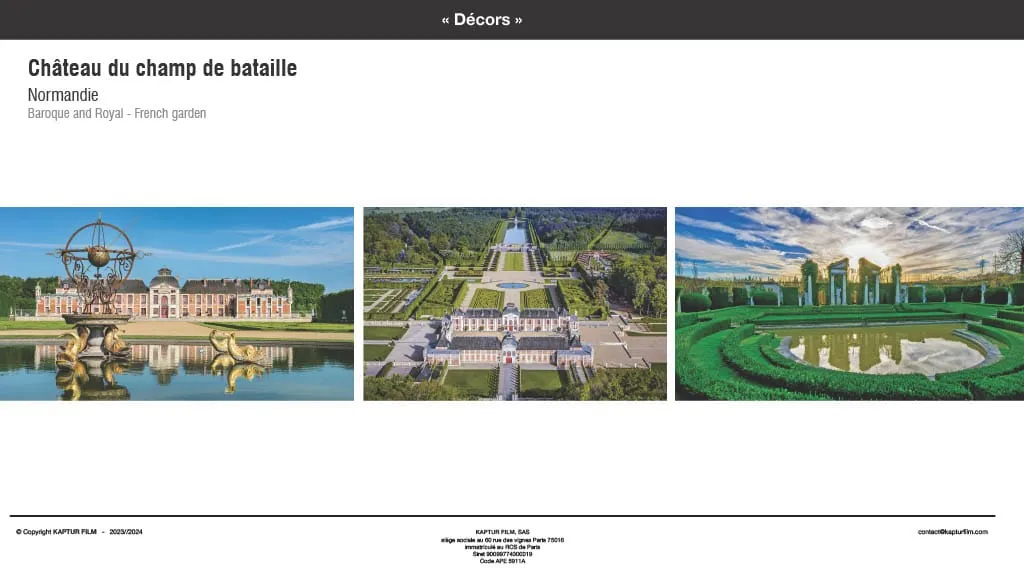 « Décors »
Château du champ de bataille
Normandie
Baroque and Royal - French garden
© Copyright KAPTUR FILM - 2023//2024
KAPTUR FILM, SAS
siège sociale au 60 rue des vignes Paris 75016
immatriculé au RCS de Paris
Siret 90099774300019
Code APE 5911A
contact@kapturfilm.com